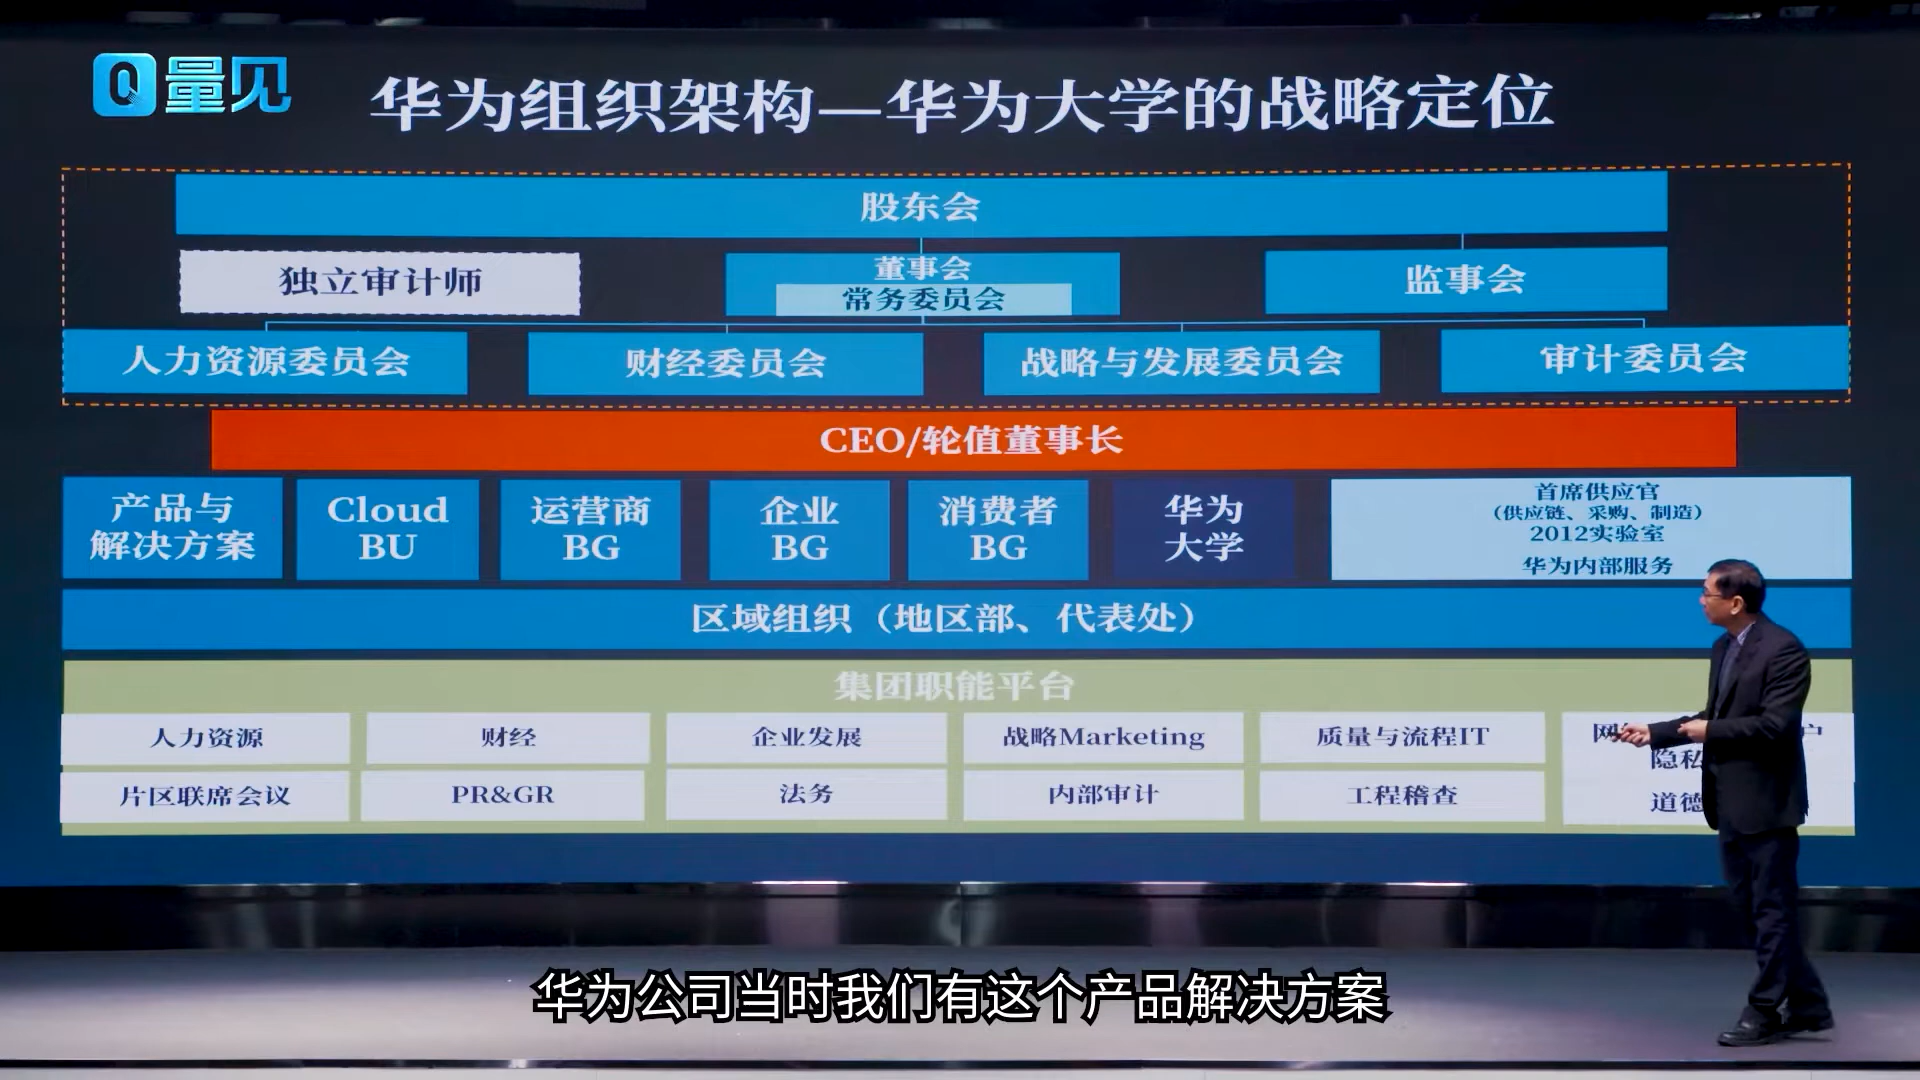 量见
华为组织架构—华为大学的战略定位
股东会
独立审计师
董事会
常务委员会
监事会
人力资源委员会
财经委员会
战略与发展委员会
审计委员会
CEO/轮值董事长
产品与
解决方案
Cloud
BU
运营商
BG
企业
BG
消费者
BG
华为
大学
首席供应官
(供应链、采购、制造)
2012实验室
华为内部服务
区域组织（地区部、代表处）
集团职能平台
人力资源
财经
企业发展
战略Marketing
质量与流程IT
网
户
隐私
道德
片区联席会议
PR&GR
法务
内部审计
工程稽查
华为公司当时我们有这个产品解决方案